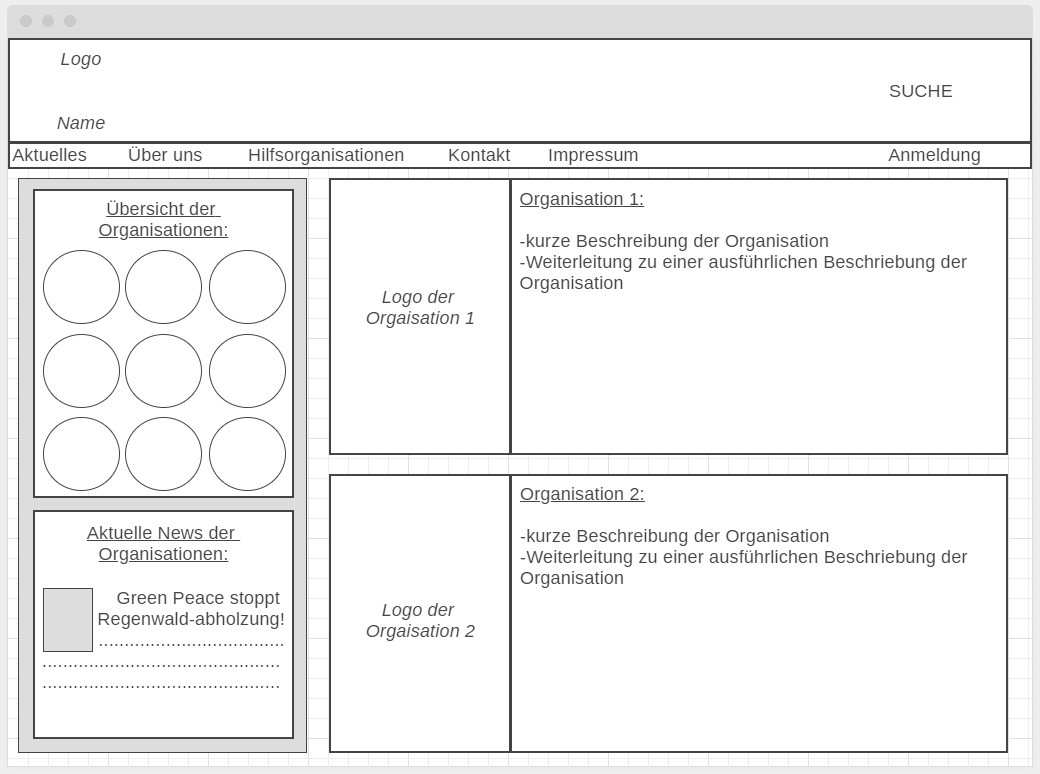 Logo
SUCHE
Name
Aktuelles Über uns Hilfsorganisationen Kontakt Impressum Anmeldung
Übersicht der
Organisationen:
Aktuelle News der
Organisationen:
Green Peace stoppt
Regenwald-abholzung!
.....................................
...............................................
...............................................
Logo der
Orgaisation 1
Organisation 1:
-kurze Beschreibung der Organisation
-Weiterleitung zu einer ausführlichen Beschriebung der
Organisation
Logo der
Orgaisation 2
Organisation 2:
-kurze Beschreibung der Organisation
-Weiterleitung zu einer ausführlichen Beschriebung der
Organisation